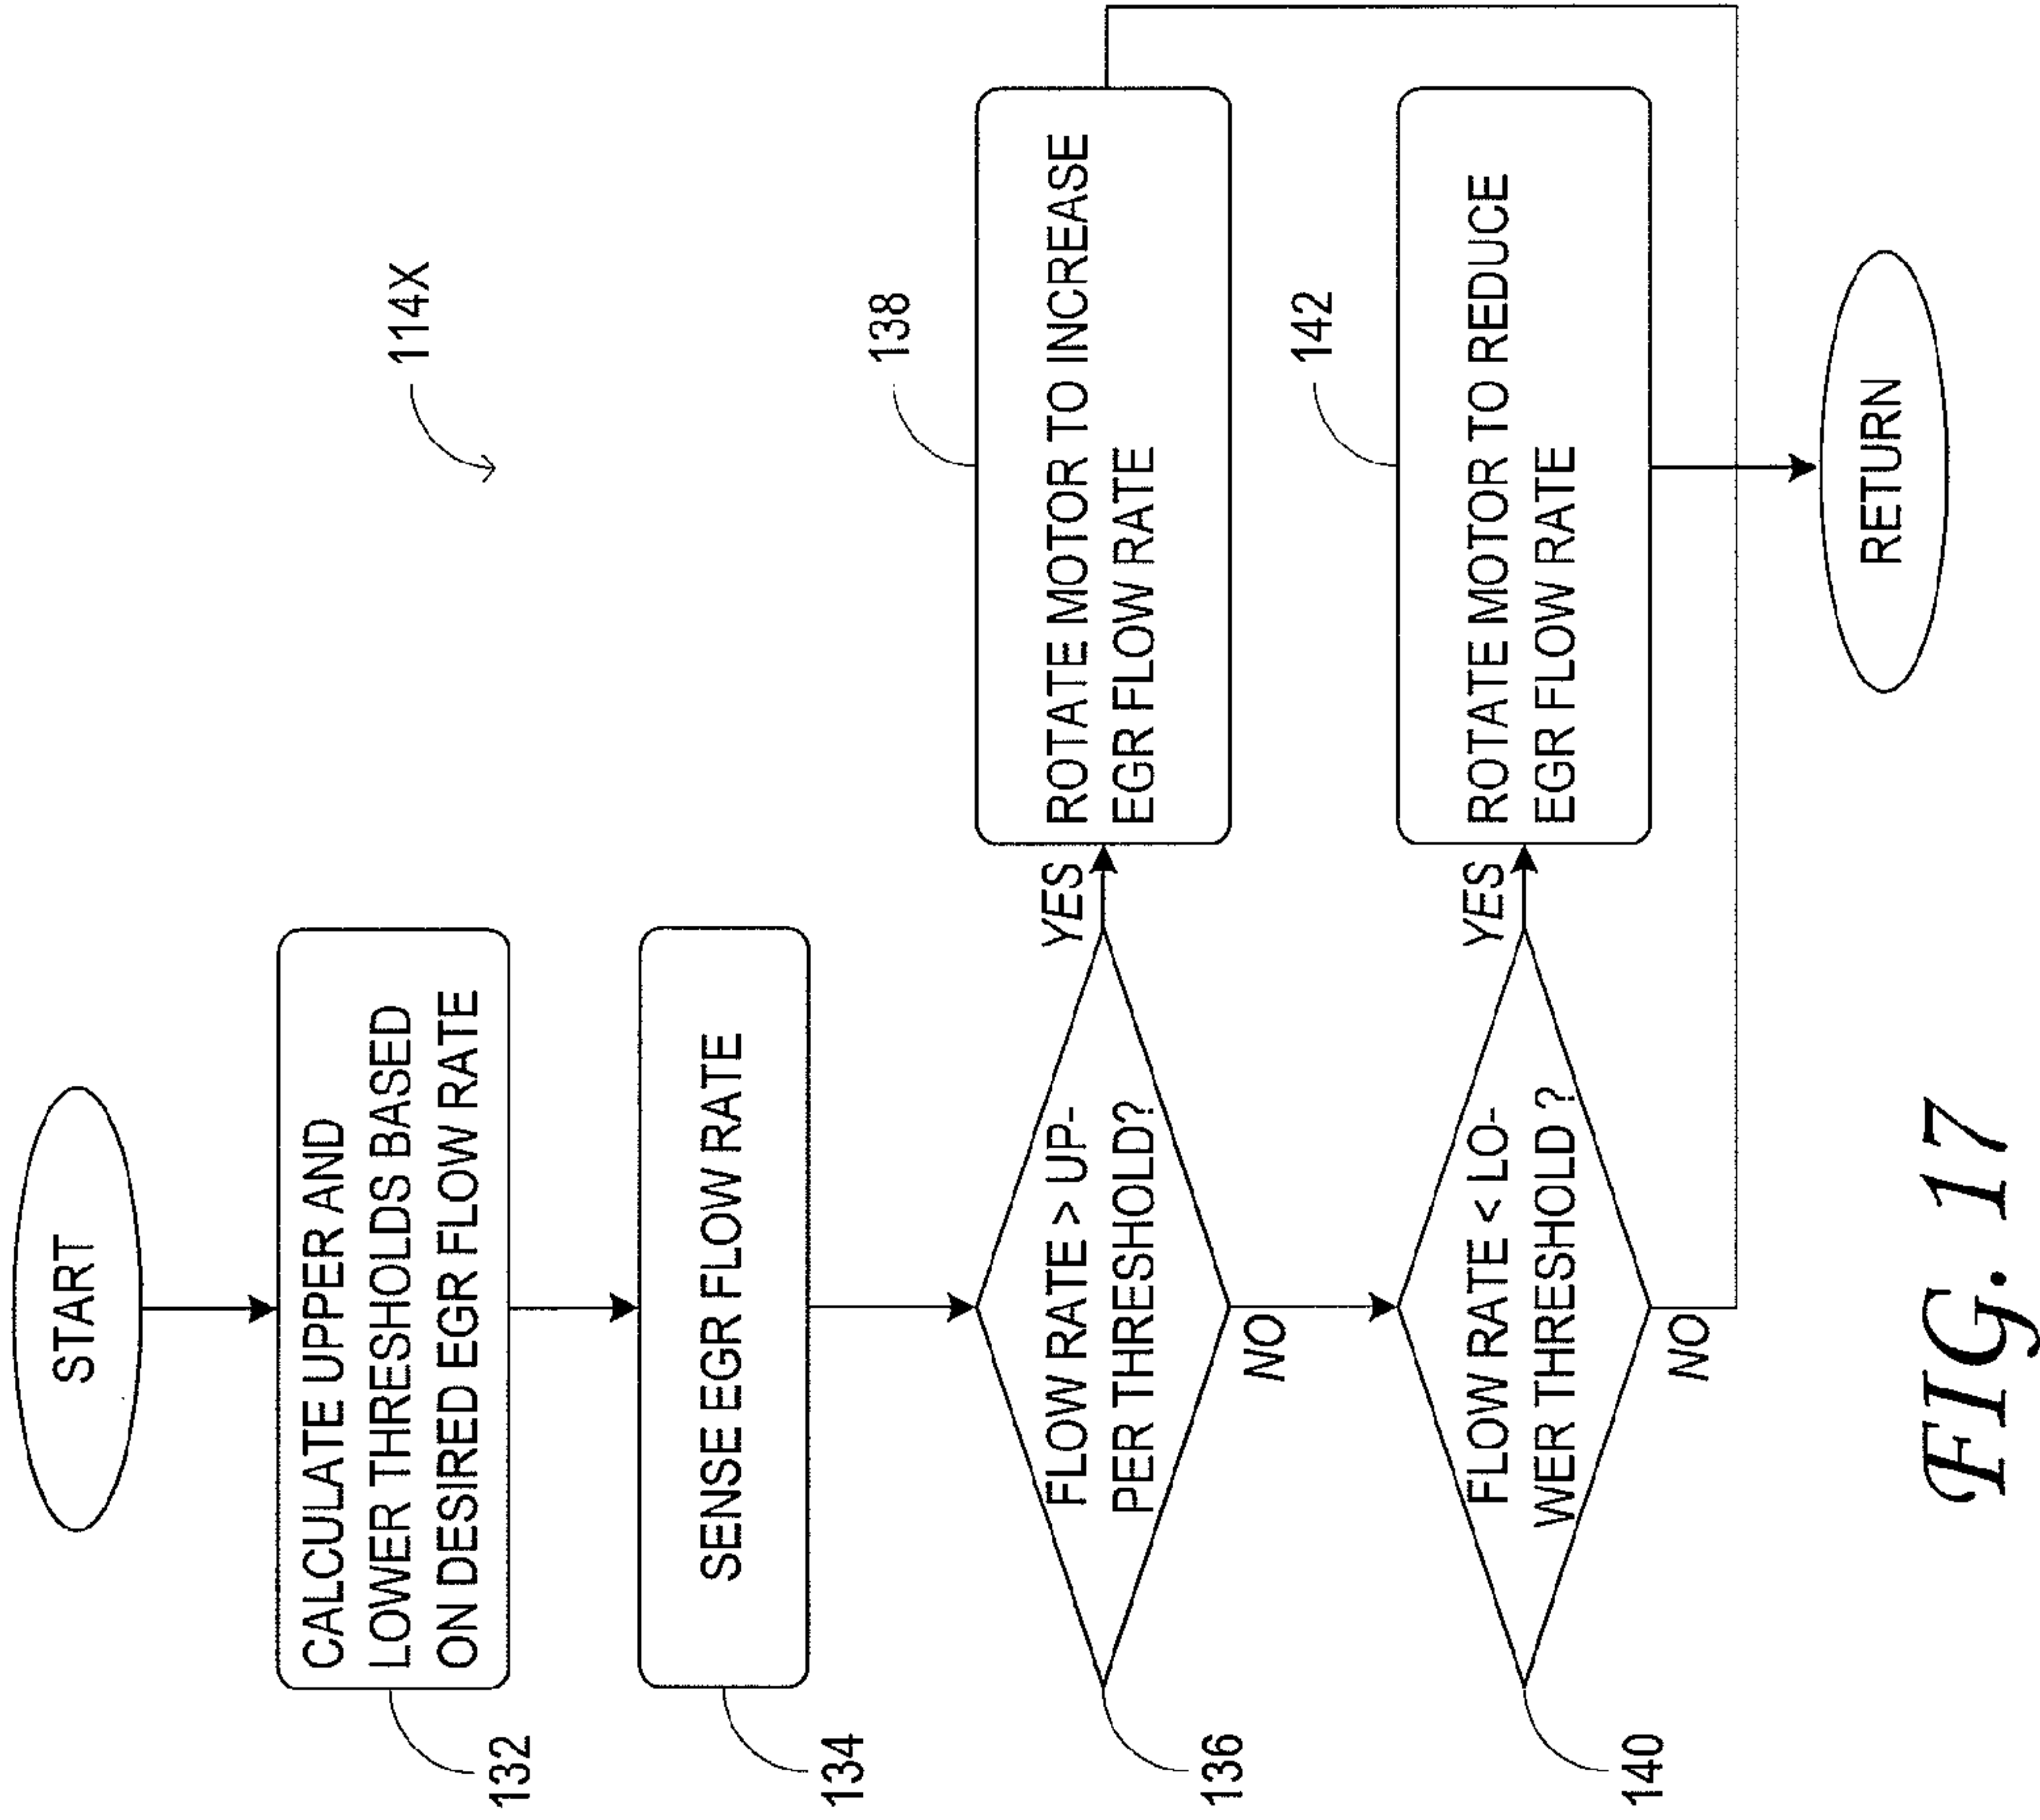 START
114X
132
CALCULATE UPPER AND
LOWER THRESHOLDS BASED
ON DESIRED EGR FLOW RATE
134
SENSE EGR FLOW RATE
136
FLOW RATE > UP-
PER THRESHOLD?
YES
NO
138
ROTATE MOTOR TO INCREASE
EGR FLOW RATE
140
FLOW RATE < LO-
WER THRESHOLD ?
YES
NO
142
ROTATE MOTOR TO REDUCE
EGR FLOW RATE
RETURN
FIG. 17